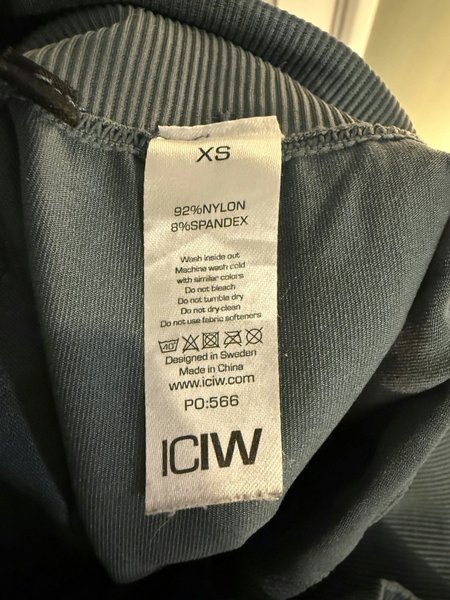 XS
92%NYLON
8%SPANDEX
Wash inside out
Machine wash cold
with similar colors
Do not bleach
Do not tumble dry
Do not dry-clean
Do not use fabric softeners
40°
Designed in Sweden
Made in China
www.iciw.com
PO:566
ICIW